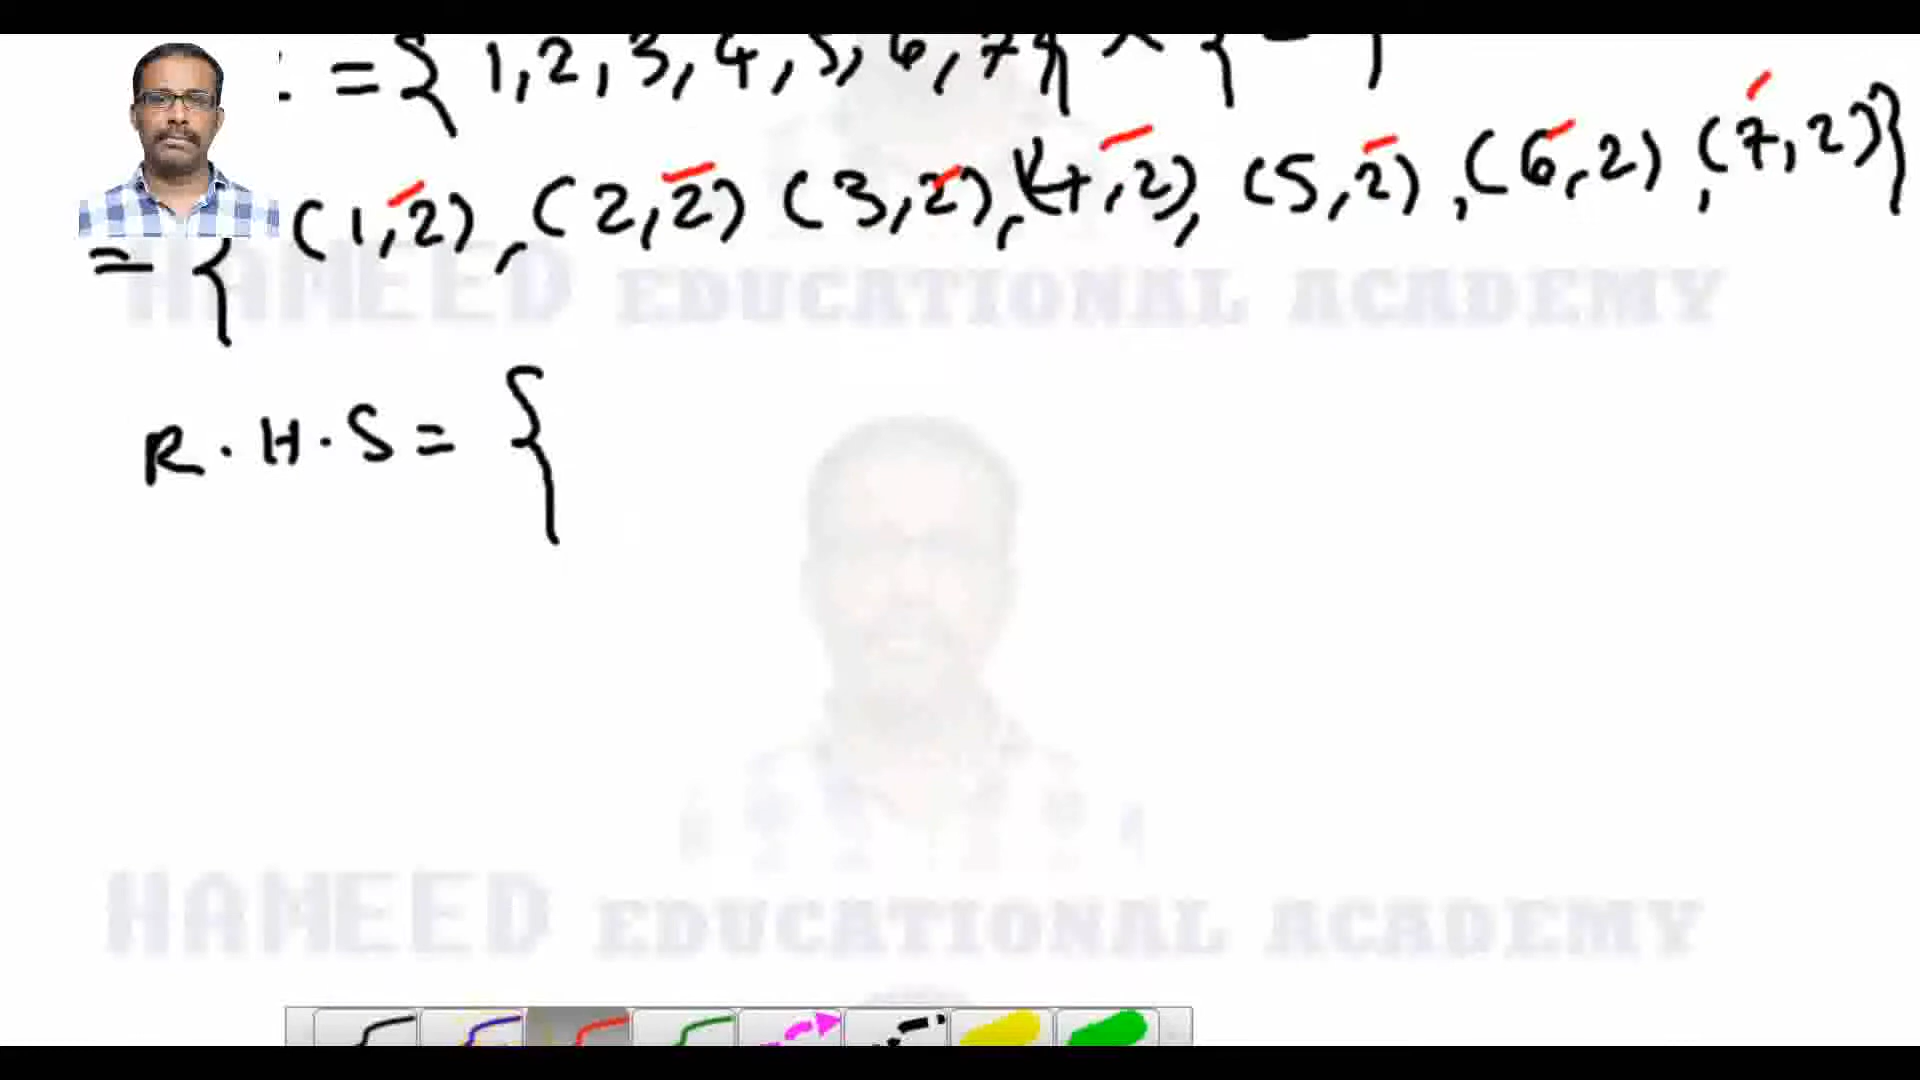 : = { 1, 2, 3, 4, 5, 6, 7 } × { 2 }
= { (1, 2), (2, 2) (3, 2), (4, 2), (5, 2), (6, 2), (7, 2) }
HAMEED EDUCATIONAL ACADEMY
R.H.S = {
HAMEED EDUCATIONAL ACADEMY